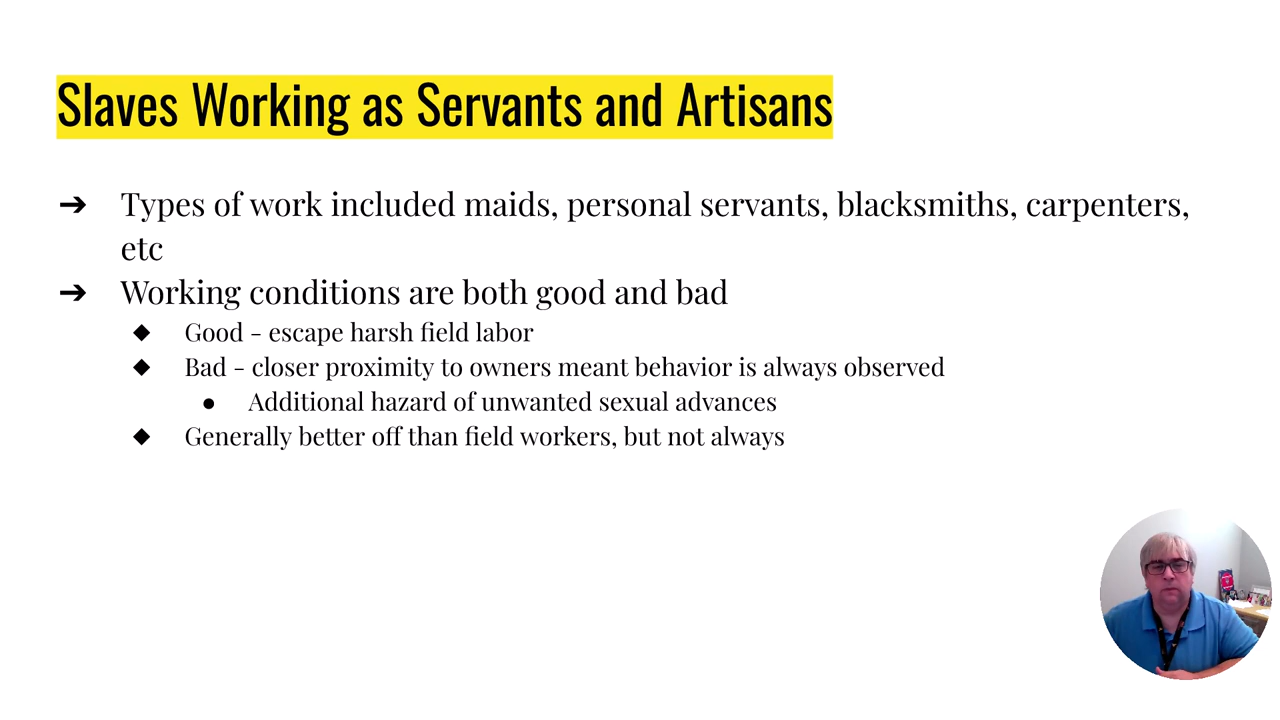 Slaves Working as Servants and Artisans
➔ Types of work included maids, personal servants, blacksmiths, carpenters,
etc
➔ Working conditions are both good and bad
◆ Good - escape harsh field labor
◆ Bad - closer proximity to owners meant behavior is always observed
● Additional hazard of unwanted sexual advances
◆ Generally better off than field workers, but not always